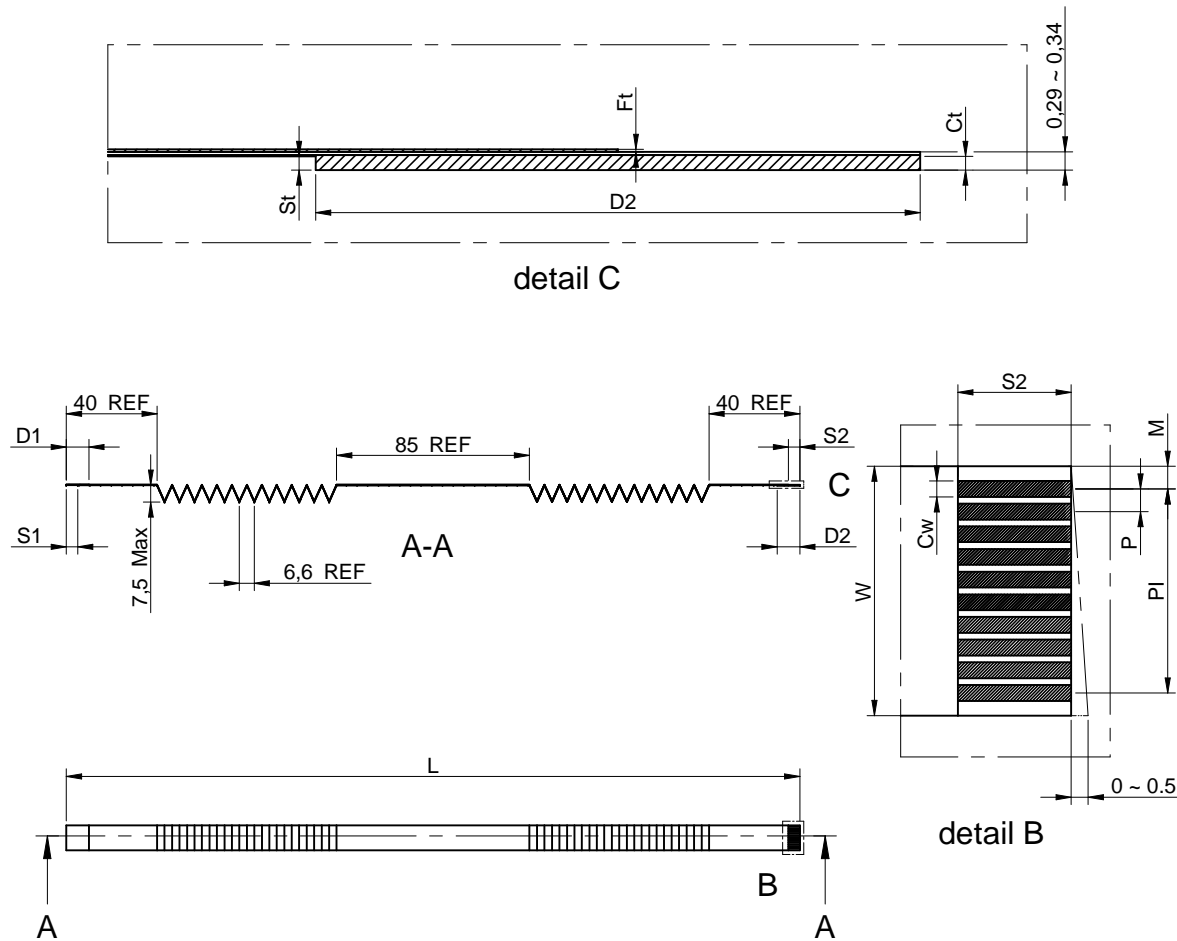 Ft
Ct
0,29 ~ 0,34
St
D2
detail C
40 REF
40 REF
D1
85 REF
S2
C
S1
7,5 Max
A-A
6,6 REF
D2
S2
M
Cw
P
W
Pl
L
0 ~ 0.5
detail B
B
A
A